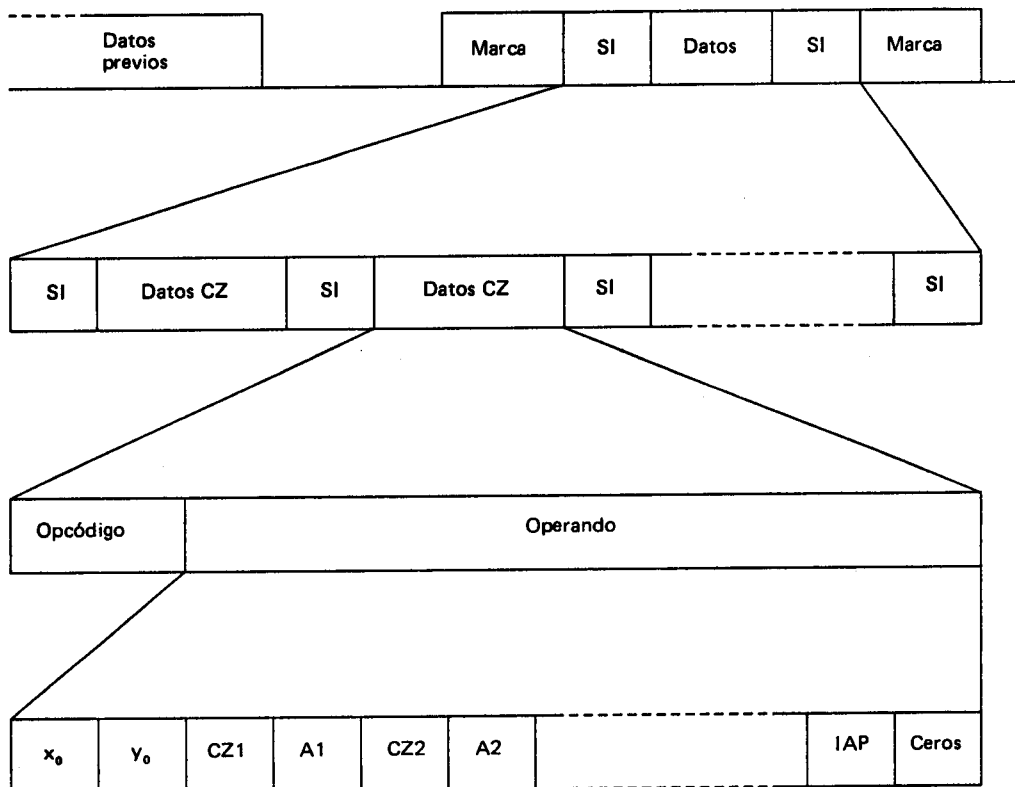 Datos
previos
Marca SI Datos SI Marca
SI Datos CZ SI Datos CZ SI SI
Opcódigo Operando
x₀ y₀ CZ1 A1 CZ2 A2 IAP Ceros